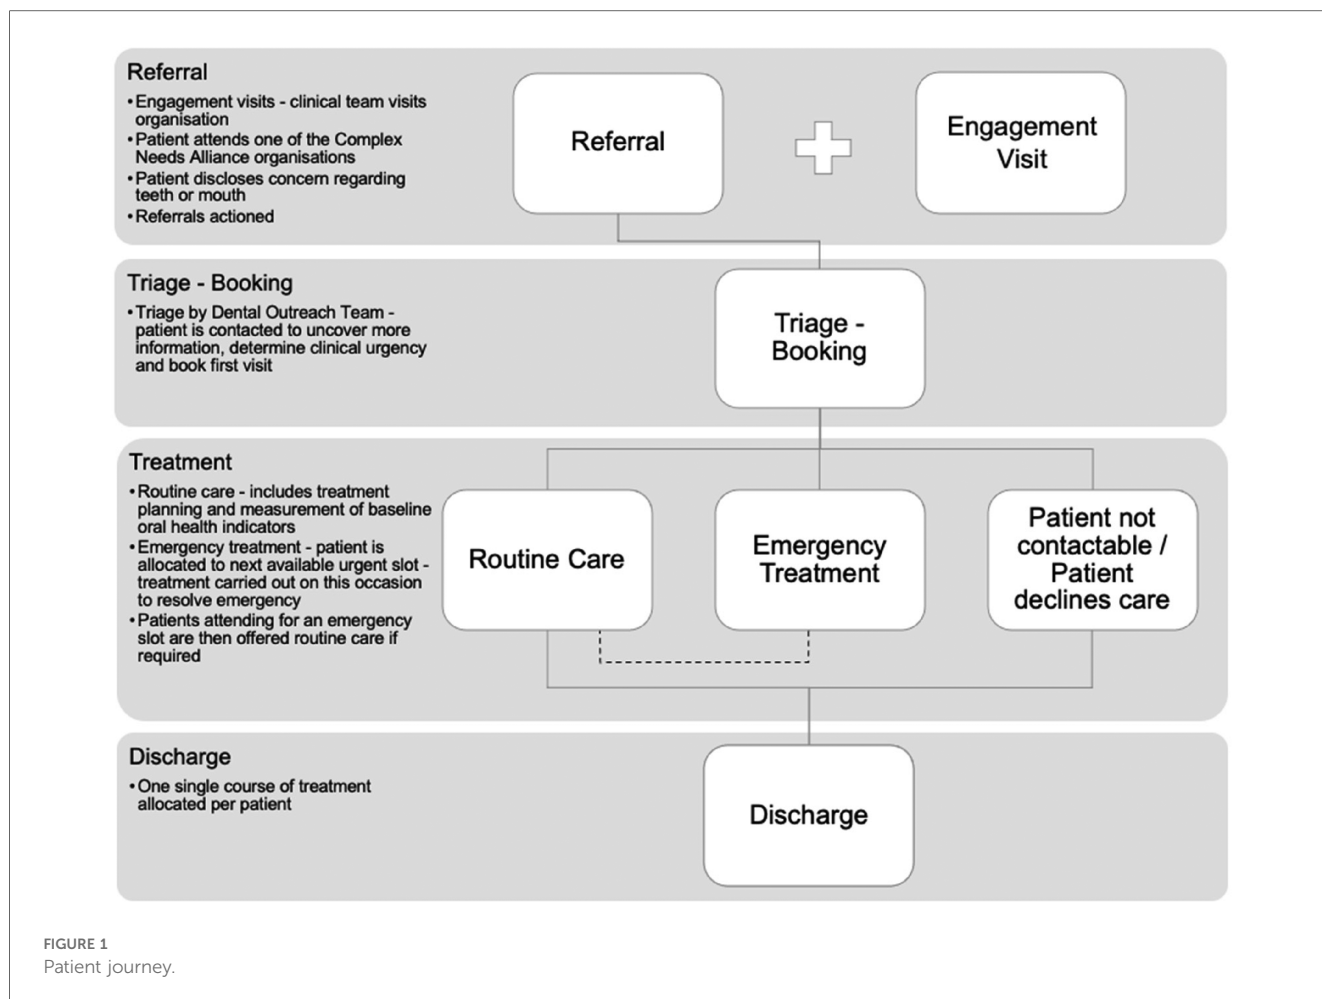 Referral
•Engagement visits - clinical team visits
organisation
•Patient attends one of the Complex
Needs Alliance organisations
•Patient discloses concern regarding
teeth or mouth
•Referrals actioned
Referral
Engagement
Visit
Triage - Booking
•Triage by Dental Outreach Team -
patient is contacted to uncover more
information, determine clinical urgency
and book first visit
Triage -
Booking
Treatment
•Routine care - includes treatment
planning and measurement of baseline
oral health indicators
•Emergency treatment - patient is
allocated to next available urgent slot -
treatment carried out on this occasion
to resolve emergency
•Patients attending for an emergency
slot are then offered routine care if
required
Routine Care
Emergency
Treatment
Patient not
contactable /
Patient
declines care
Discharge
•One single course of treatment
allocated per patient
Discharge
FIGURE 1
Patient journey.